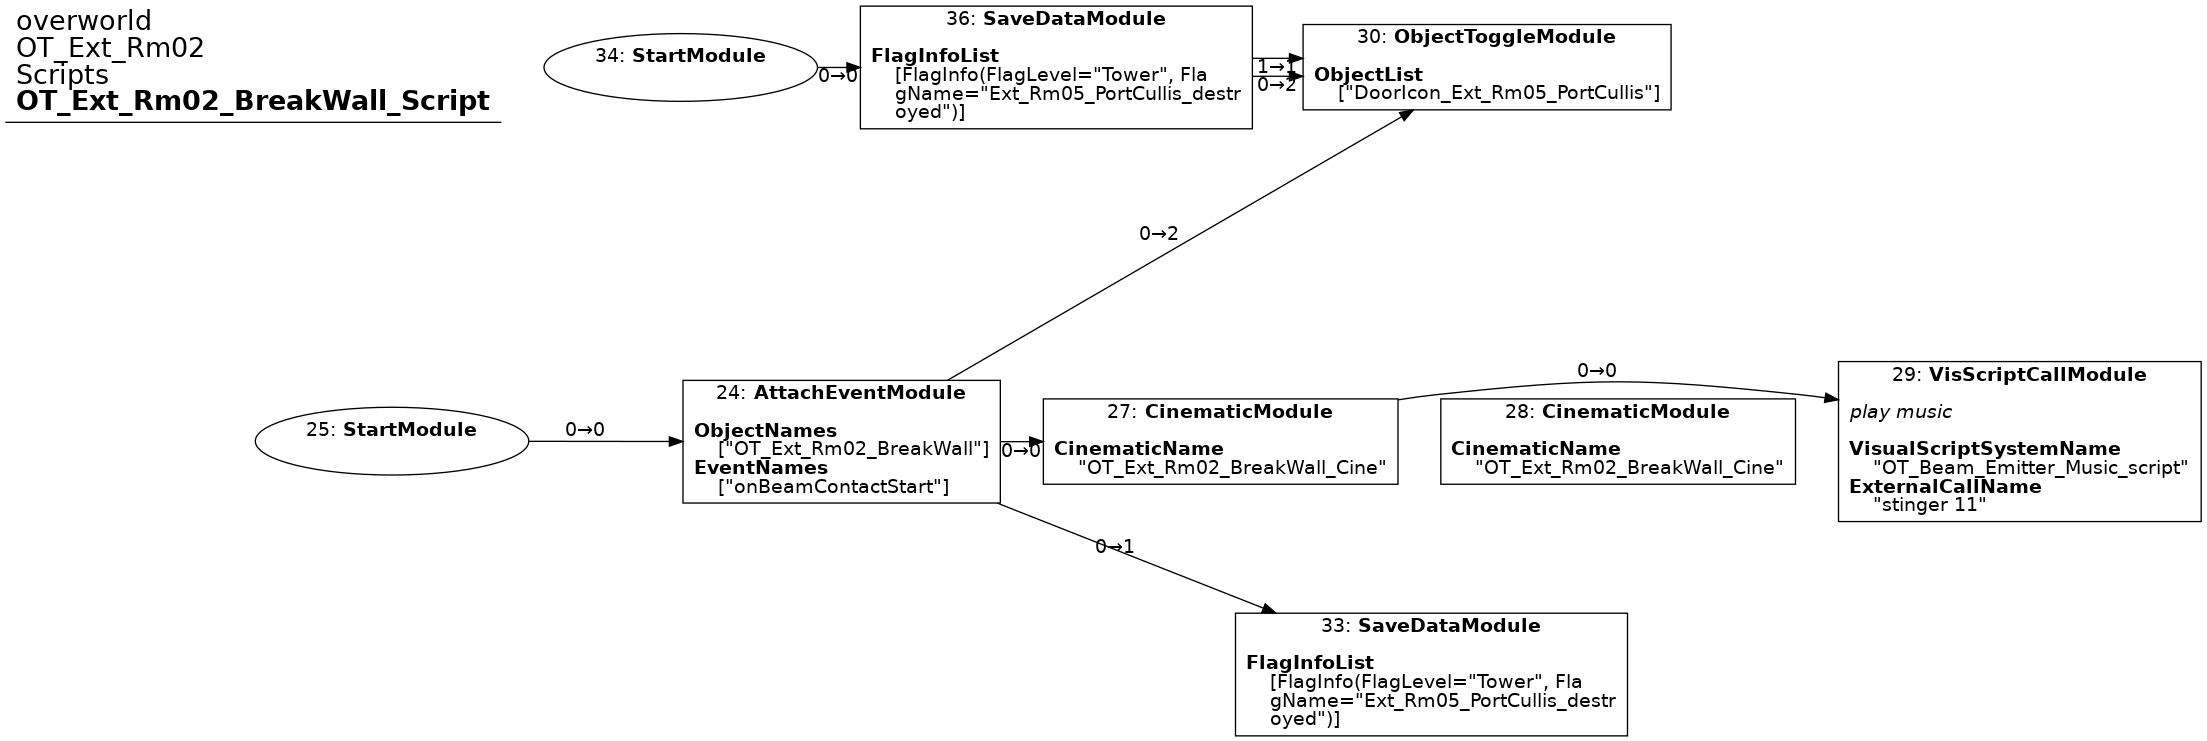 overworld
OT_Ext_Rm02
Scripts
OT_Ext_Rm02_BreakWall_Script
34: StartModule
0→0
36: SaveDataModule
FlagInfoList
[FlagInfo(FlagLevel="Tower", Fla
gName="Ext_Rm05_PortCullis_destr
oyed")]
1→1
0→2
30: ObjectToggleModule
ObjectList
["DoorIcon_Ext_Rm05_PortCullis"]
0→2
25: StartModule
0→0
24: AttachEventModule
ObjectNames
["OT_Ext_Rm02_BreakWall"]
EventNames
["onBeamContactStart"]
0→0
27: CinematicModule
CinematicName
"OT_Ext_Rm02_BreakWall_Cine"
0→0
28: CinematicModule
CinematicName
"OT_Ext_Rm02_BreakWall_Cine"
29: VisScriptCallModule
play music
VisualScriptSystemName
"OT_Beam_Emitter_Music_script"
ExternalCallName
"stinger 11"
0→1
33: SaveDataModule
FlagInfoList
[FlagInfo(FlagLevel="Tower", Fla
gName="Ext_Rm05_PortCullis_destr
oyed")]